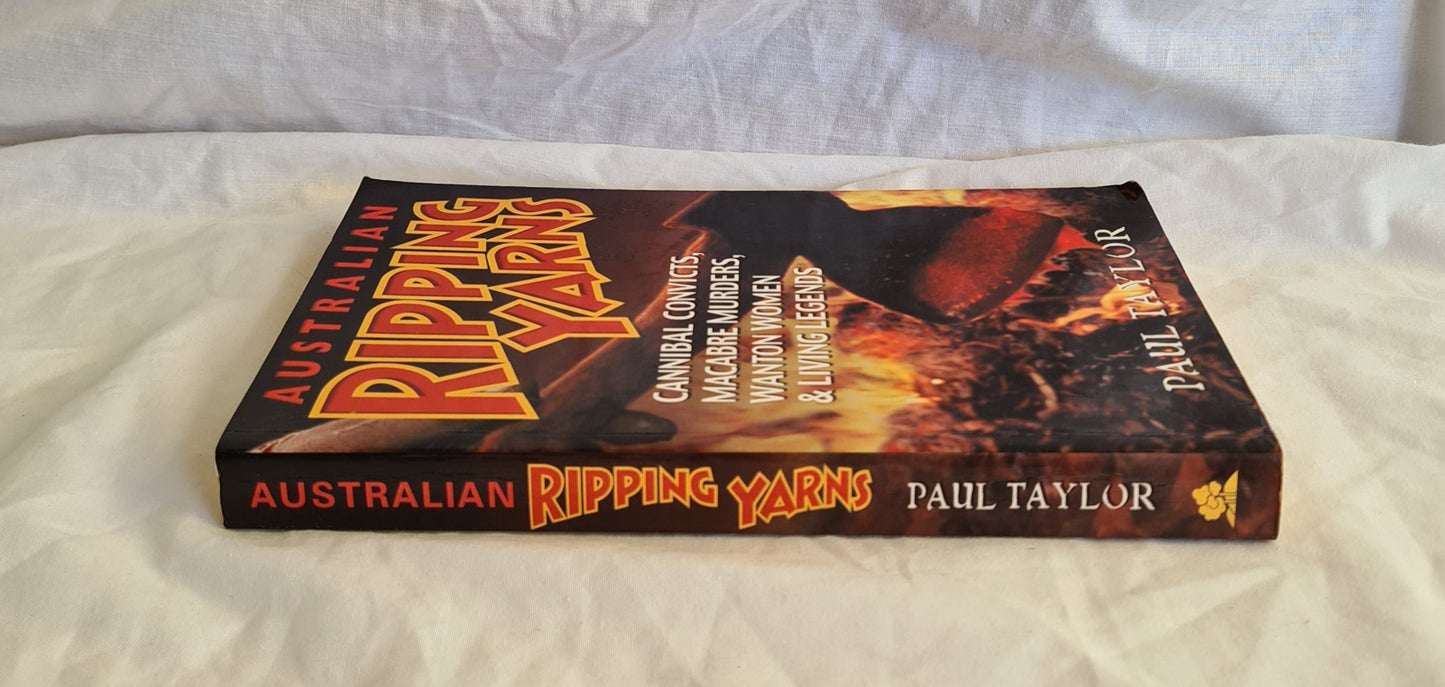 AUSTRALIAN
RIPPING
YARNS
CANNIBAL CONVICTS,
MACABRE MURDERS,
WANTON WOMEN
& LIVING LEGENDS
PAUL TAYLOR
AUSTRALIAN RIPPING YARNS PAUL TAYLOR